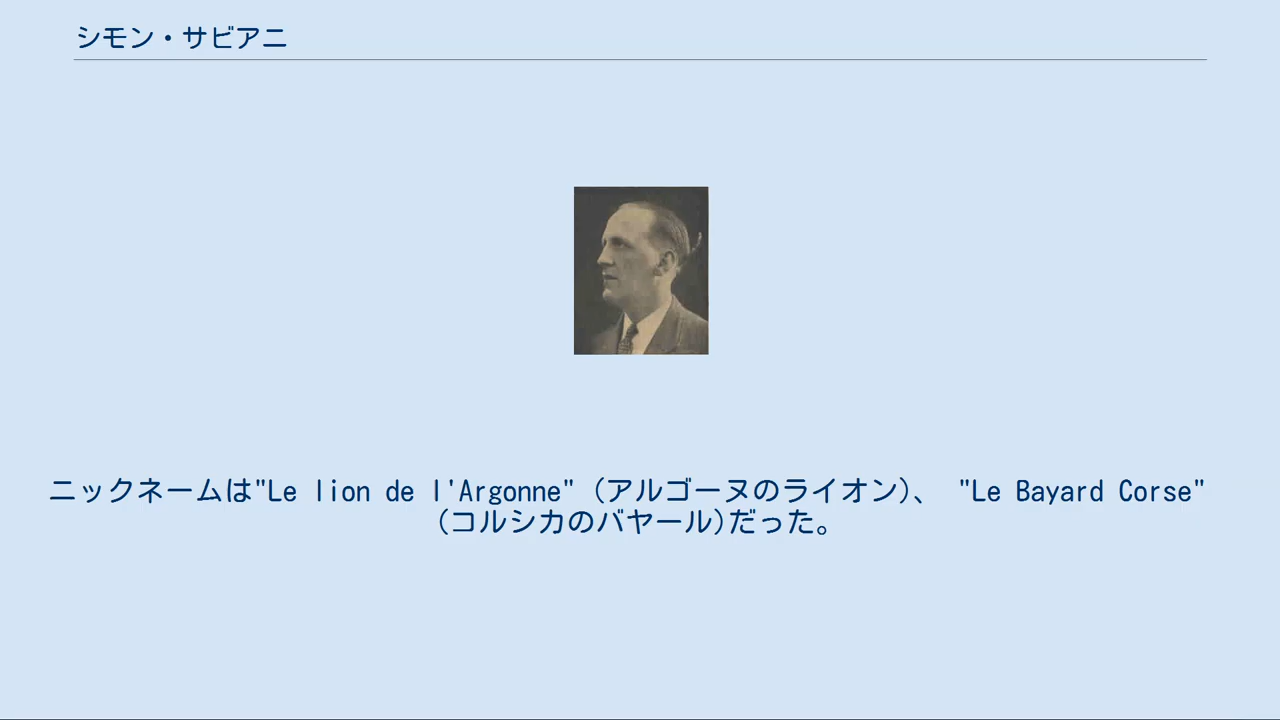 シモン・サビアニ
ニックネームは"Le lion de l'Argonne" (アルゴーヌのライオン)、 "Le Bayard Corse"
(コルシカのバヤール)だった。